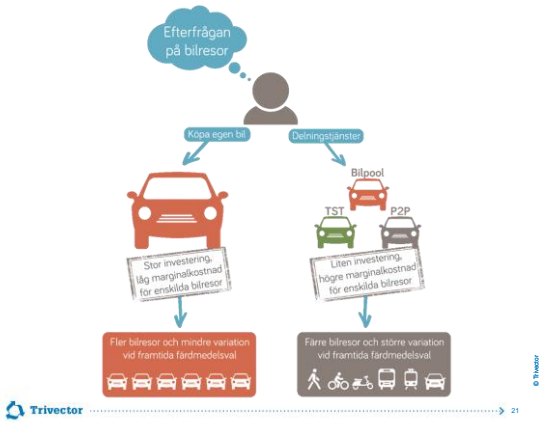 Efterfrågan
på bilresor
Köpa egen bil
Delningstjänster
Bilpool
TST
P2P
Stor investering,
låg marginalkostnad
för enskilda bilresor
Liten investering,
högre marginalkostnad
för enskilda bilresor
Fler bilresor och mindre variation
vid framtida färdmedelsval
Färre bilresor och större variation
vid framtida färdmedelsval
© Trivector
Trivector
21